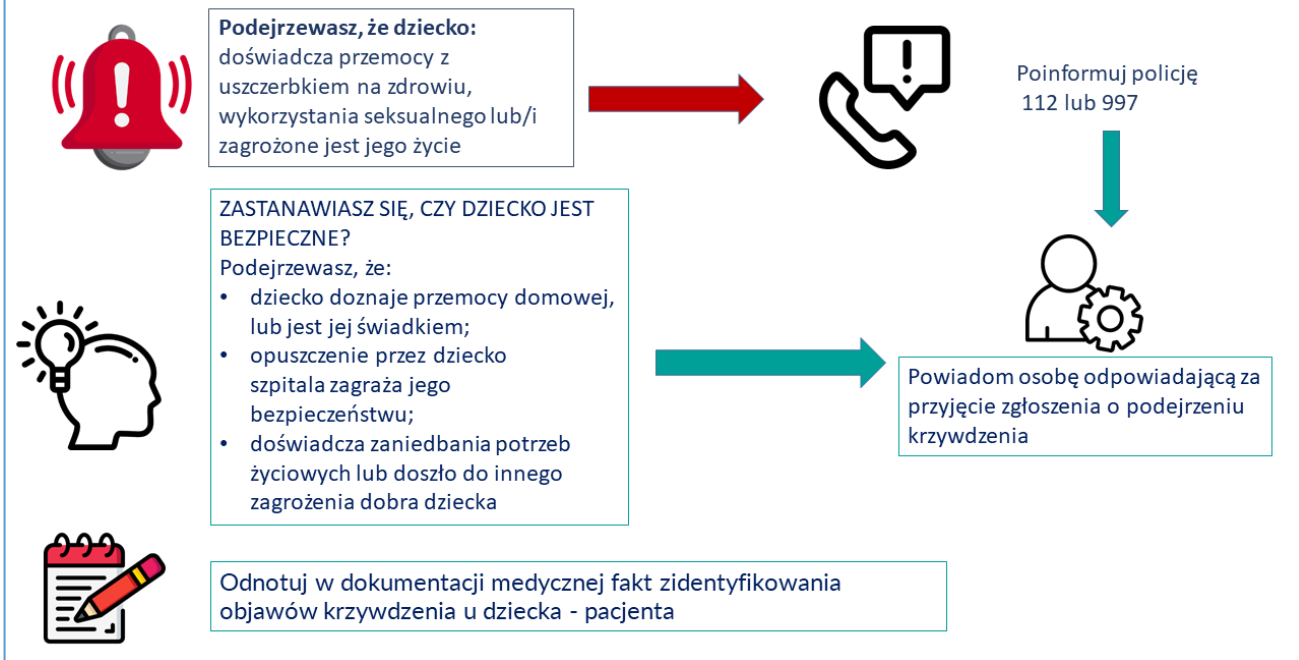 Podejrzewasz, że dziecko:
doświadcza przemocy z
uszczerbkiem na zdrowiu,
wykorzystania seksualnego lub/i
zagrożone jest jego życie
Poinformuj policję
112 lub 997
ZASTANAWIASZ SIĘ, CZY DZIECKO JEST
BEZPIECZNE?
Podejrzewasz, że:
• dziecko doznaje przemocy domowej,
lub jest jej świadkiem;
• opuszczenie przez dziecko
szpitala zagraża jego
bezpieczeństwu;
• doświadcza zaniedbania potrzeb
życiowych lub doszło do innego
zagrożenia dobra dziecka
Powiadom osobę odpowiadającą za
przyjęcie zgłoszenia o podejrzeniu
krzywdzenia
Odnotuj w dokumentacji medycznej fakt zidentyfikowania
objawów krzywdzenia u dziecka - pacjenta